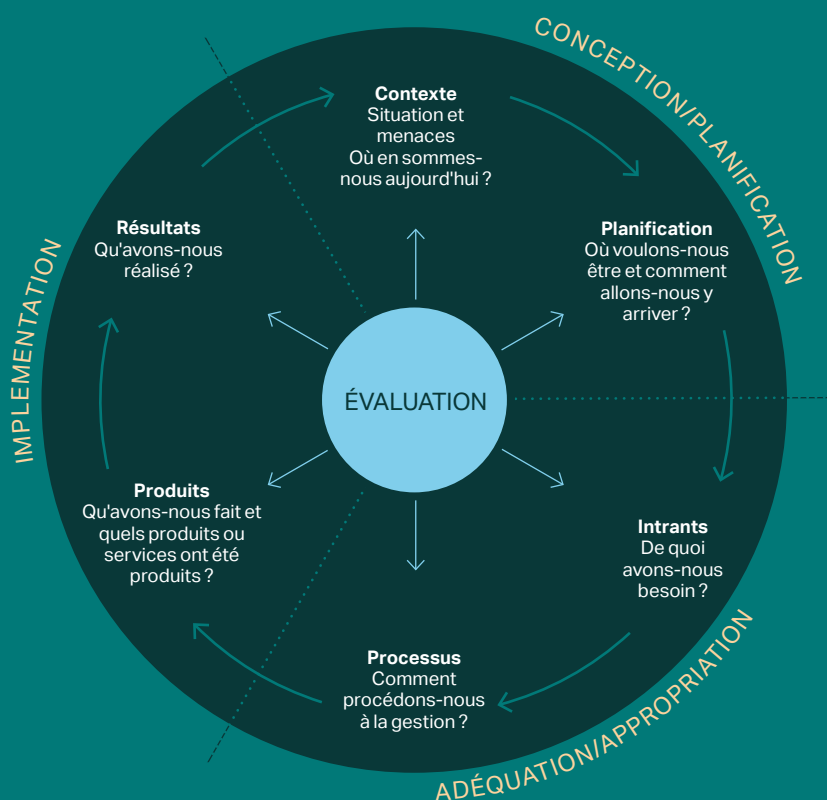 CONCEPTION/PLANIFICATION
Contexte
Situation et
menaces
Où en sommes-
nous aujourd'hui ?
Planification
Où voulons-nous
être et comment
allons-nous y
arriver ?
Intrants
De quoi
avons-nous
besoin ?
ADÉQUATION/APPROPRIATION
Processus
Comment
procédons-nous
à la gestion ?
Produits
Qu'avons-nous fait et
quels produits ou
services ont été
produits ?
IMPLEMENTATION
Résultats
Qu'avons-nous
réalisé ?
ÉVALUATION